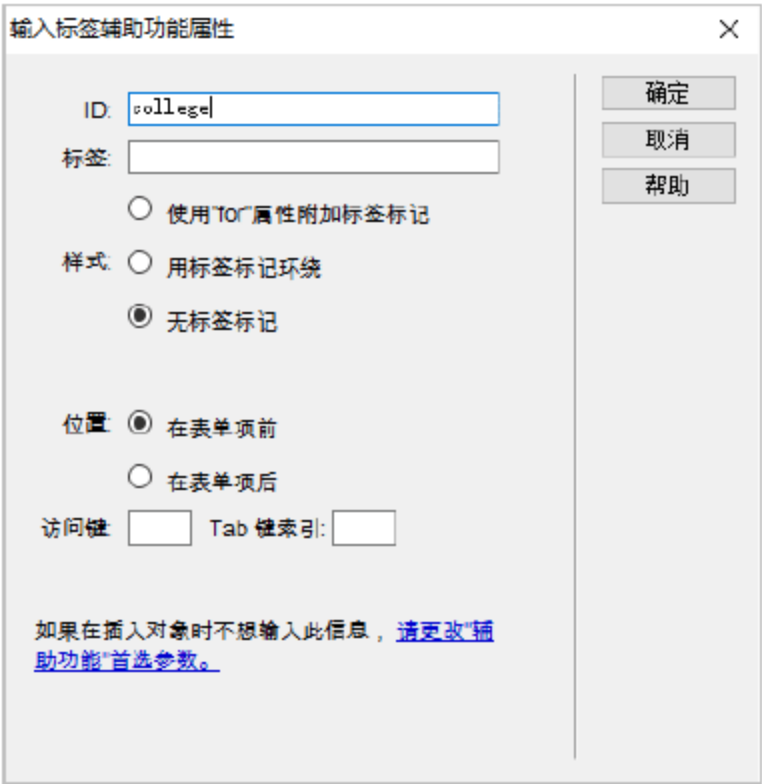 输入标签辅助功能属性
ID: college
标签:
使用"for"属性附加标签标记
样式: 用标签标记环绕
无标签标记
位置: 在表单项前
在表单项后
访问键: Tab 键索引:
如果在插入对象时不想输入此信息，请更改"辅
助功能"首选参数。
确定
取消
帮助